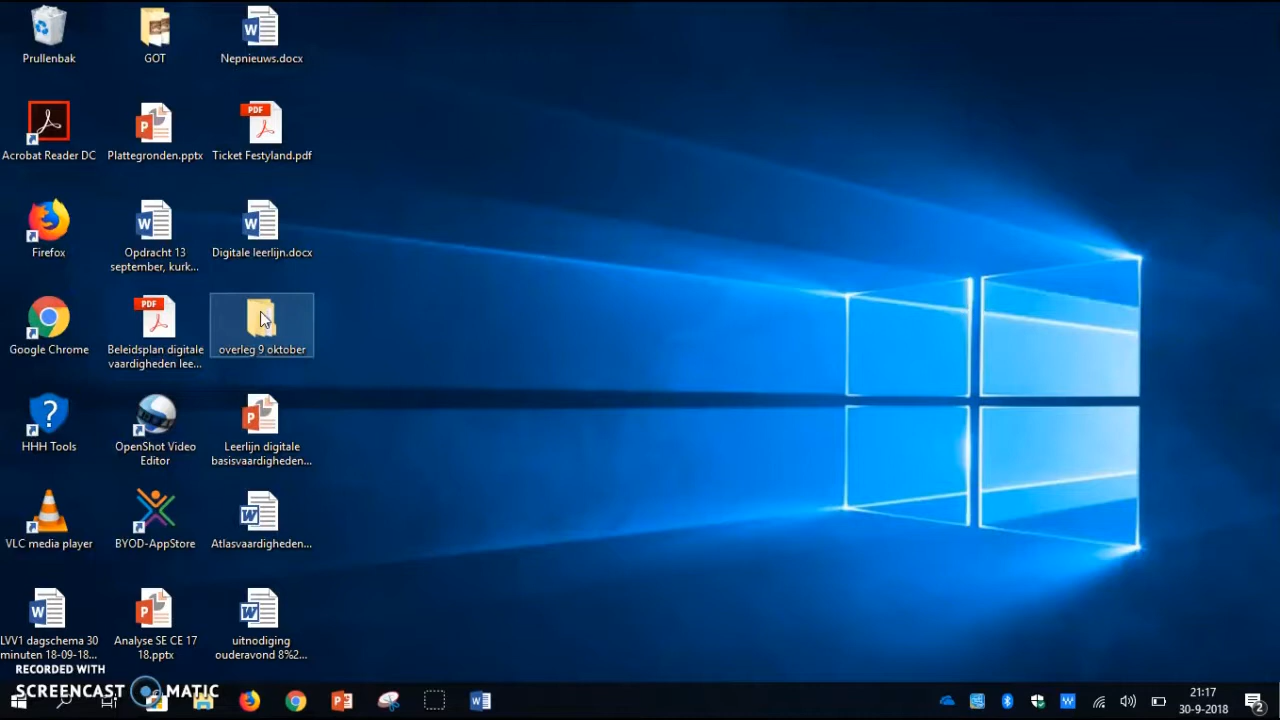 Prullenbak
GOT
Nepnieuws.docx
Acrobat Reader DC
Plattegronden.pptx
PDF
Ticket Festyland.pdf
Firefox
Opdracht 13
september, kurk...
Digitale leerlijn.docx
Google Chrome
PDF
Beleidsplan digitale
vaardigheden lee...
overleg 9 oktober
HHH Tools
OpenShot Video
Editor
Leerlijn digitale
basisvaardigheden...
VLC media player
BYOD-AppStore
Atlasvaardigheden...
LVV1 dagschema 30
minuten 18-09-18...
Analyse SE CE 17
18.pptx
uitnodiging
ouderavond 8%2...
RECORDED WITH
SCREENCAST MATIC
21:17
30-9-2018
2